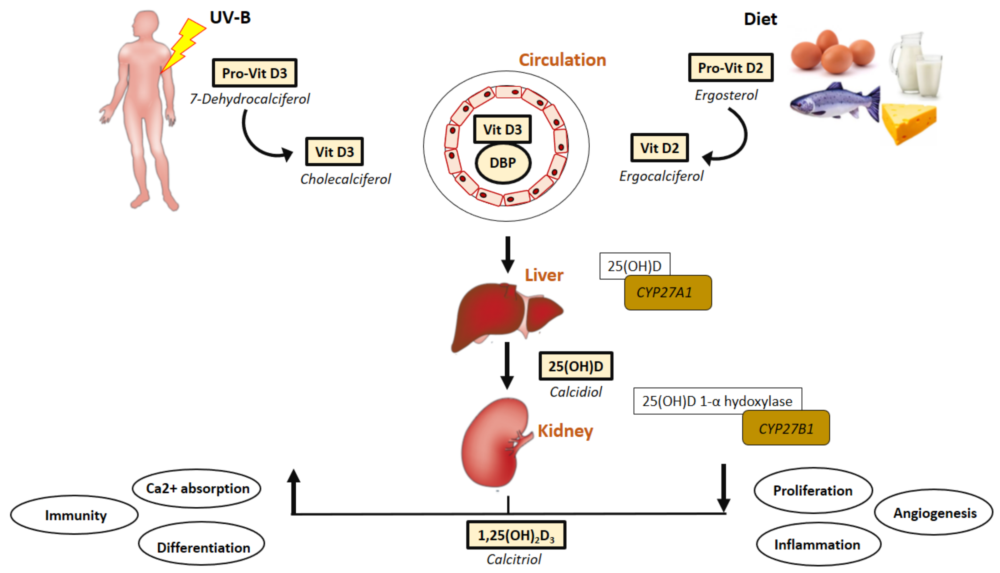 UV-B
Diet
Circulation
Pro-Vit D3
7-Dehydrocalciferol
Vit D3
Cholecalciferol
Vit D3
DBP
Pro-Vit D2
Ergosterol
Vit D2
Ergocalciferol
Liver
25(OH)D
CYP27A1
25(OH)D
Calcidiol
Kidney
25(OH)D 1-α hydoxylase
CYP27B1
Ca2+ absorption
Immunity
Differentiation
1,25(OH)₂D₃
Calcitriol
Proliferation
Angiogenesis
Inflammation